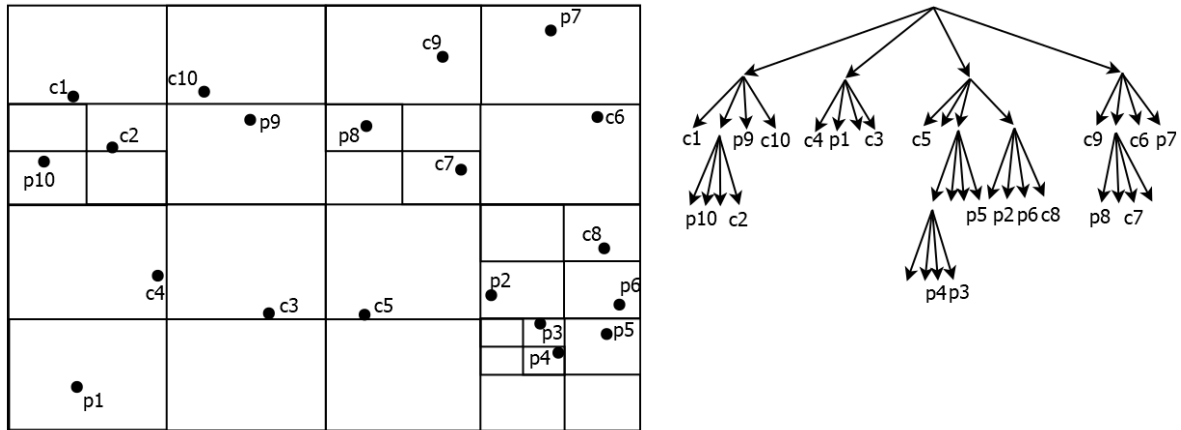 p7
c9
c10
c1
c6
p9
p8
c2
c7
p10
c8
p2
p6
c4
c3
c5
p3
p5
p4
p1
c1 p9 c10 c4 p1 c3 c5 c9 c6 p7
p10 c2 p5 p2 p6 c8 p8 c7
p4 p3